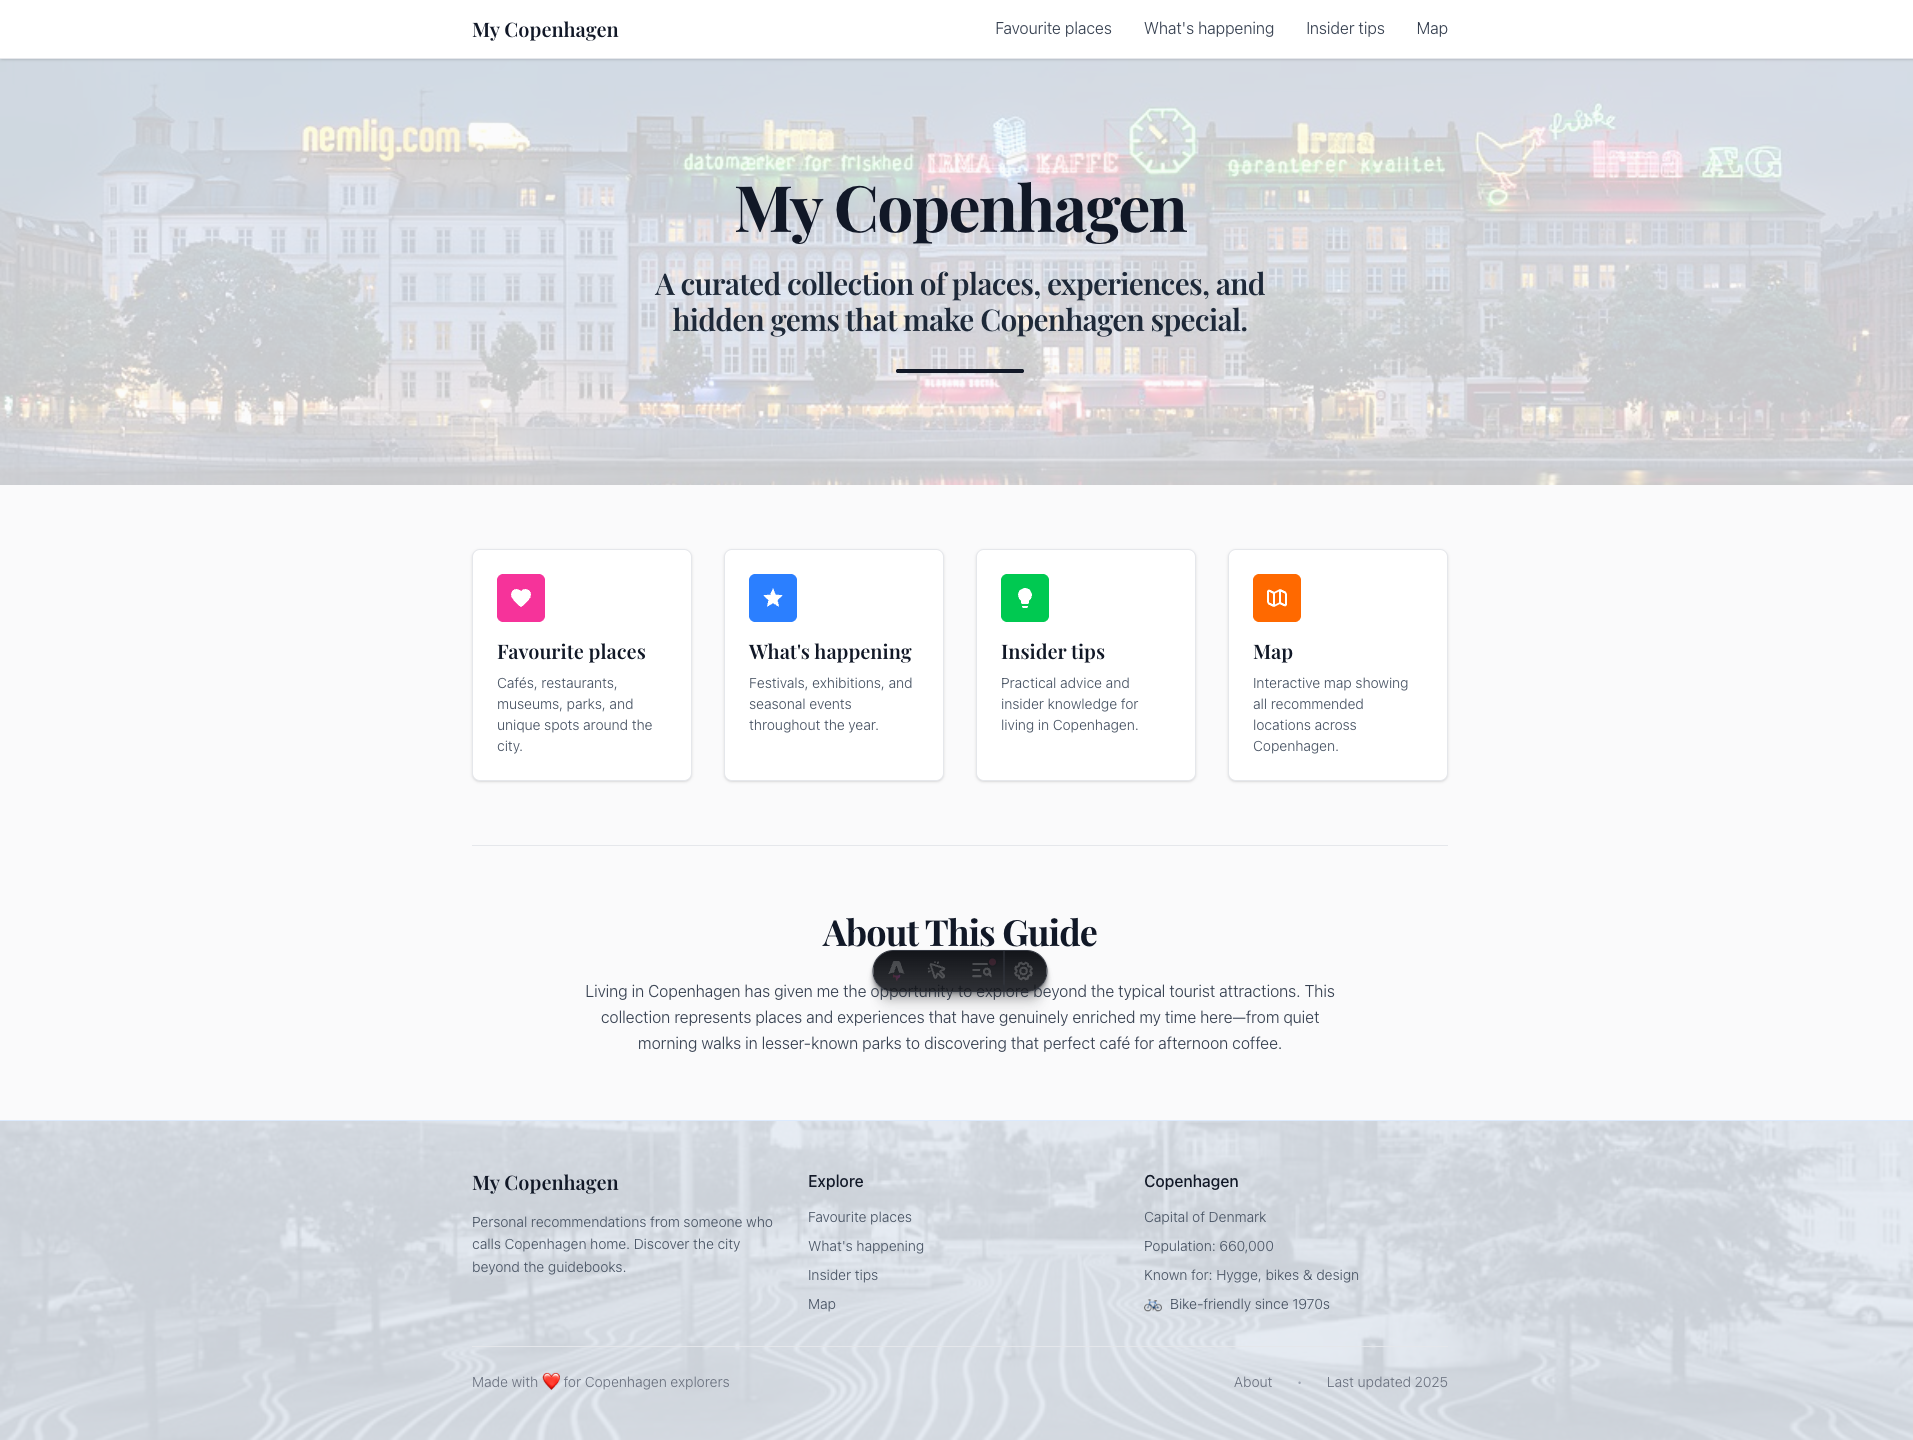 My Copenhagen
Favourite places
What's happening
Insider tips
Map
nemlig.com
Irma
datomærker for friskhed
IRMA KAFFE
Irma
garanterer kvalitet
friske
Irma ÆG
My Copenhagen
A curated collection of places, experiences, and
hidden gems that make Copenhagen special.
Favourite places
Cafés, restaurants,
museums, parks, and
unique spots around the
city.
What's happening
Festivals, exhibitions, and
seasonal events
throughout the year.
Insider tips
Practical advice and
insider knowledge for
living in Copenhagen.
Map
Interactive map showing
all recommended
locations across
Copenhagen.
About This Guide
Living in Copenhagen has given me the opportunity to explore beyond the typical tourist attractions. This
collection represents places and experiences that have genuinely enriched my time here—from quiet
morning walks in lesser-known parks to discovering that perfect café for afternoon coffee.
My Copenhagen
Personal recommendations from someone who
calls Copenhagen home. Discover the city
beyond the guidebooks.
Explore
Favourite places
What's happening
Insider tips
Map
Copenhagen
Capital of Denmark
Population: 660,000
Known for: Hygge, bikes & design
🚲 Bike-friendly since 1970s
Made with ❤️ for Copenhagen explorers
About • Last updated 2025